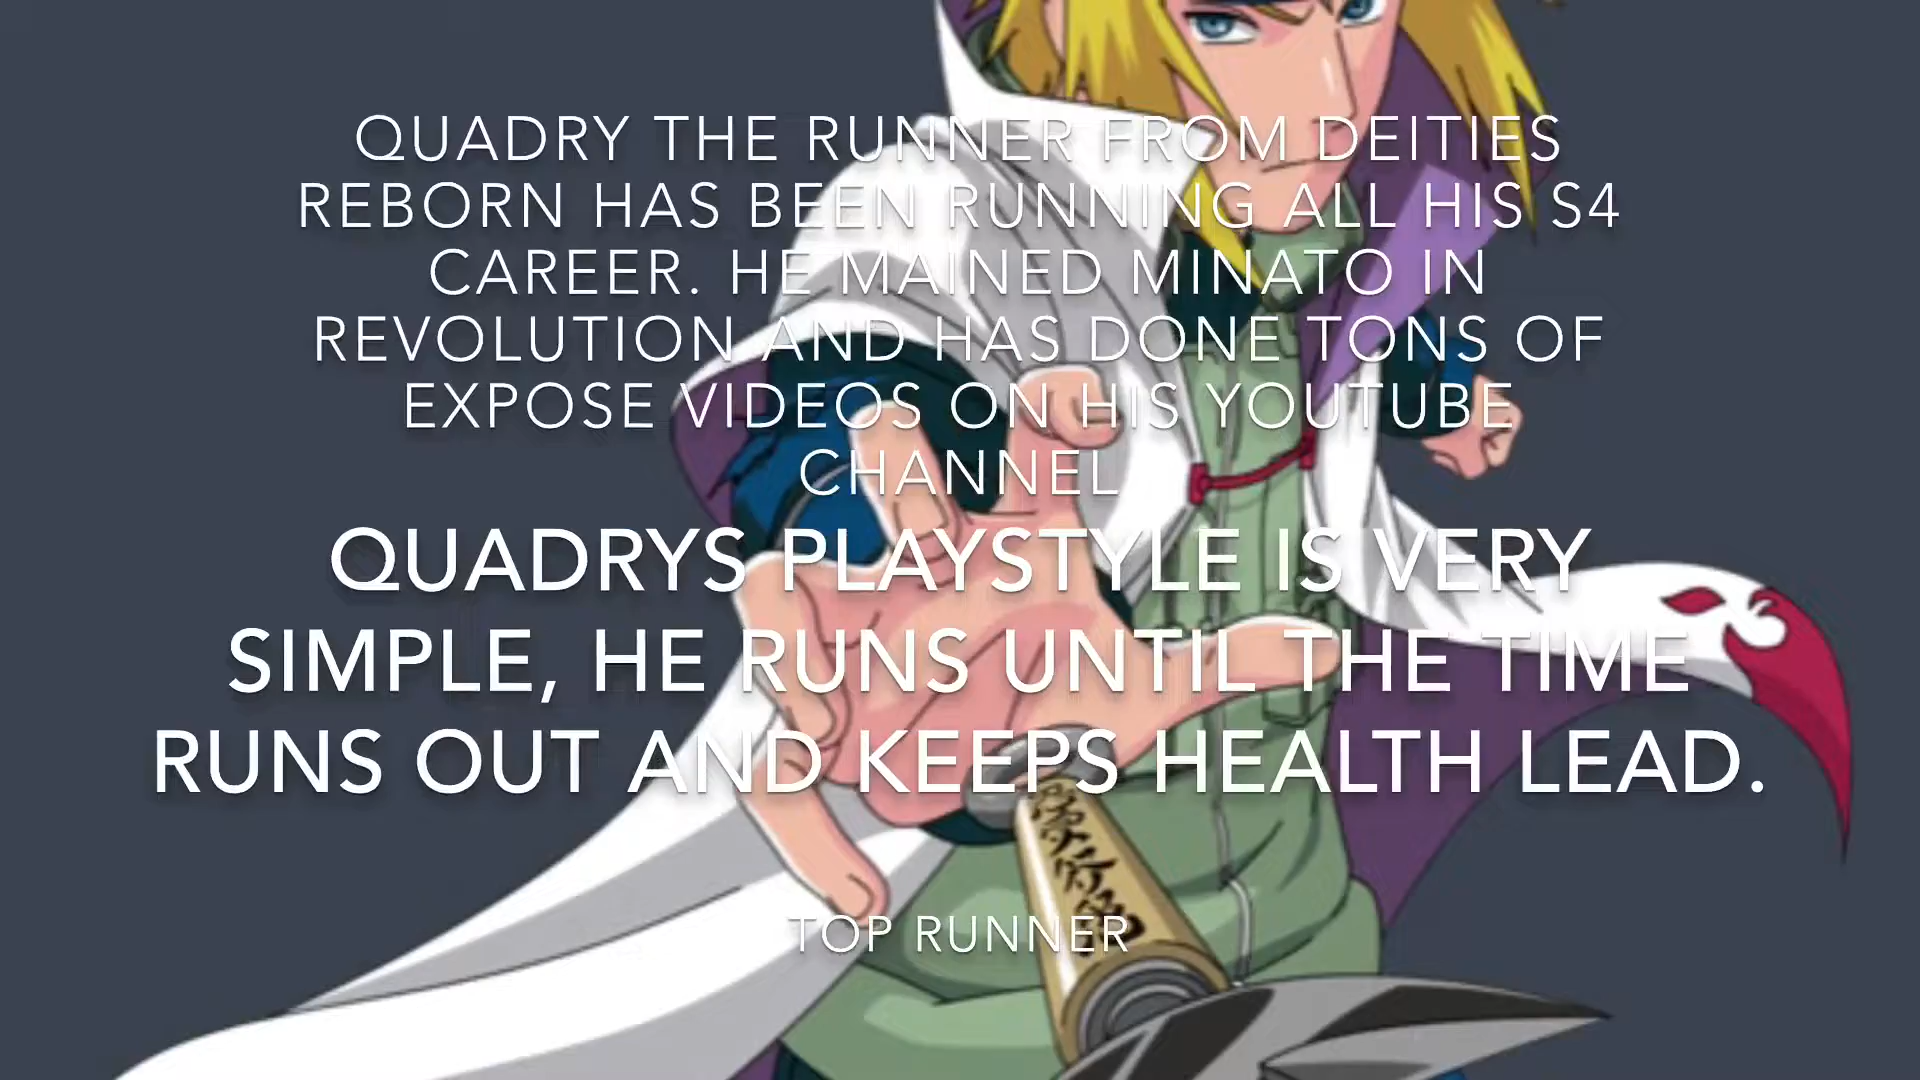 QUADRY THE RUNNER FROM DEITIES
REBORN HAS BEEN RUNNING ALL HIS S4
CAREER. HE MAINED MINATO IN
REVOLUTION AND HAS DONE TONS OF
EXPOSE VIDEOS ON HIS YOUTUBE
CHANNEL
QUADRYS PLAYSTYLE IS VERY
SIMPLE, HE RUNS UNTIL THE TIME
RUNS OUT AND KEEPS HEALTH LEAD.
TOP RUNNER